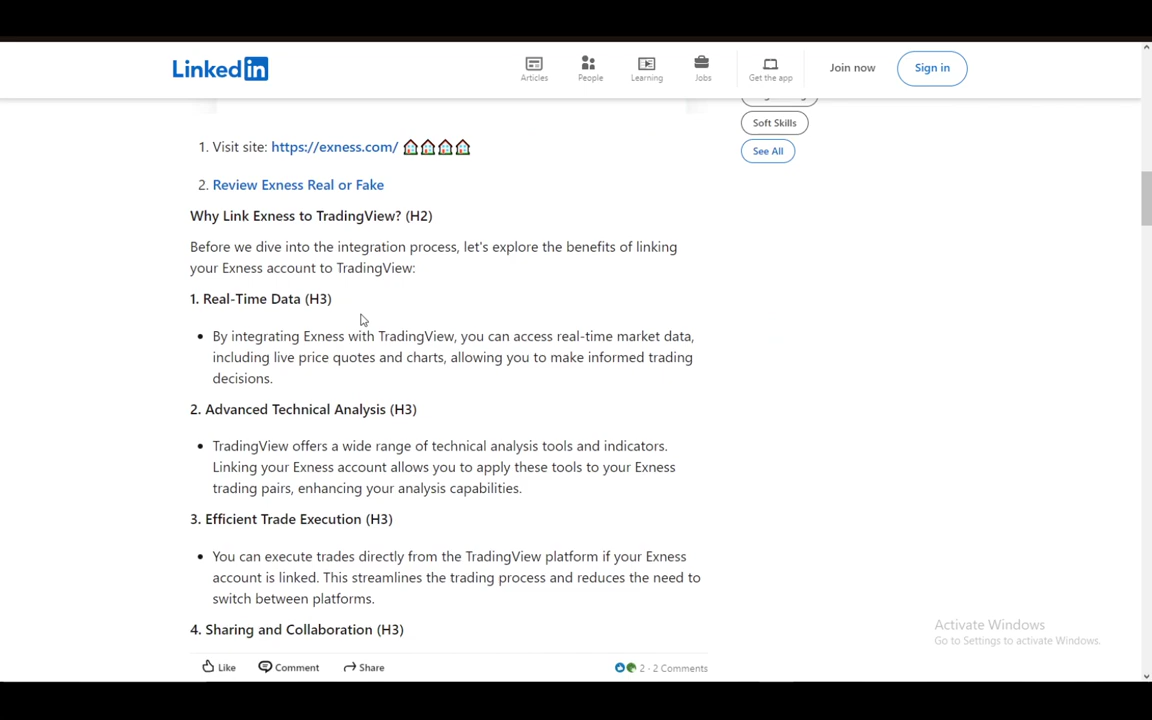 Linked in
Articles
People
Learning
Jobs
Get the app
Join now
Sign in
Soft Skills
See All
1. Visit site: https://exness.com/
2. Review Exness Real or Fake
Why Link Exness to TradingView? (H2)
Before we dive into the integration process, let's explore the benefits of linking
your Exness account to TradingView:
1. Real-Time Data (H3)
• By integrating Exness with TradingView, you can access real-time market data,
including live price quotes and charts, allowing you to make informed trading
decisions.
2. Advanced Technical Analysis (H3)
• TradingView offers a wide range of technical analysis tools and indicators.
Linking your Exness account allows you to apply these tools to your Exness
trading pairs, enhancing your analysis capabilities.
3. Efficient Trade Execution (H3)
• You can execute trades directly from the TradingView platform if your Exness
account is linked. This streamlines the trading process and reduces the need to
switch between platforms.
4. Sharing and Collaboration (H3)
Like
Comment
Share
2 · 2 Comments
Activate Windows
Go to Settings to activate Windows.